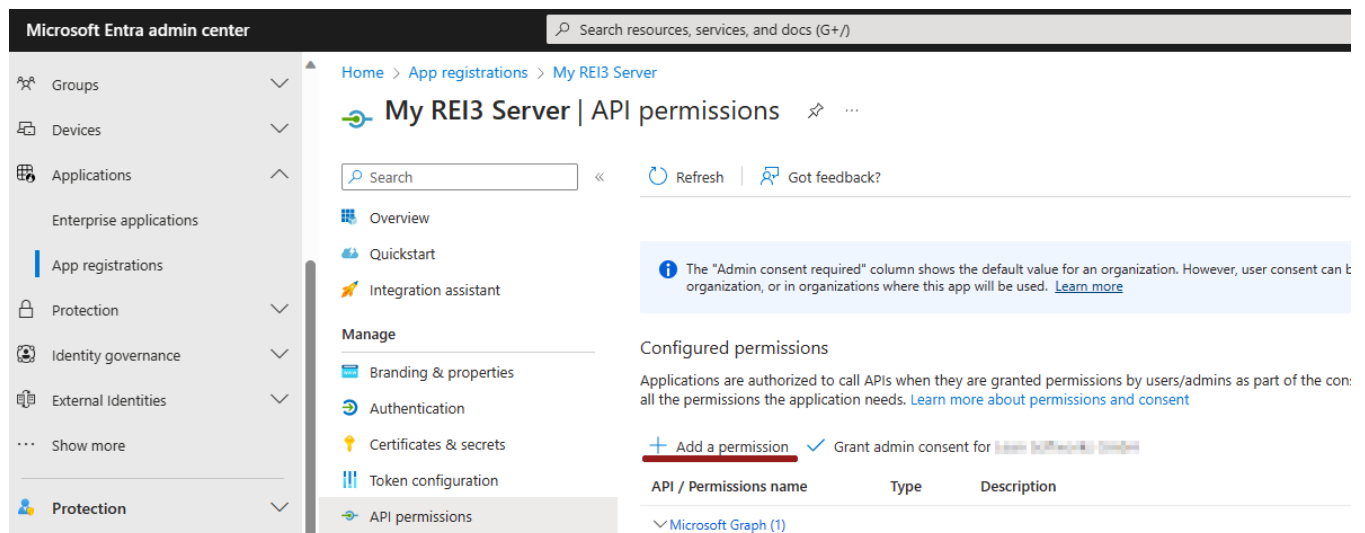 Microsoft Entra admin center
Search resources, services, and docs (G+/)
Groups
Devices
Applications
Enterprise applications
App registrations
Protection
Identity governance
External Identities
Show more
Protection
Home > App registrations > My REI3 Server
My REI3 Server | API permissions
Search
Overview
Quickstart
Integration assistant
Manage
Branding & properties
Authentication
Certificates & secrets
Token configuration
API permissions
Refresh
Got feedback?
The "Admin consent required" column shows the default value for an organization. However, user consent can b
organization, or in organizations where this app will be used. Learn more
Configured permissions
Applications are authorized to call APIs when they are granted permissions by users/admins as part of the con
all the permissions the application needs. Learn more about permissions and consent
Add a permission
Grant admin consent for
API / Permissions name Type Description
Microsoft Graph (1)